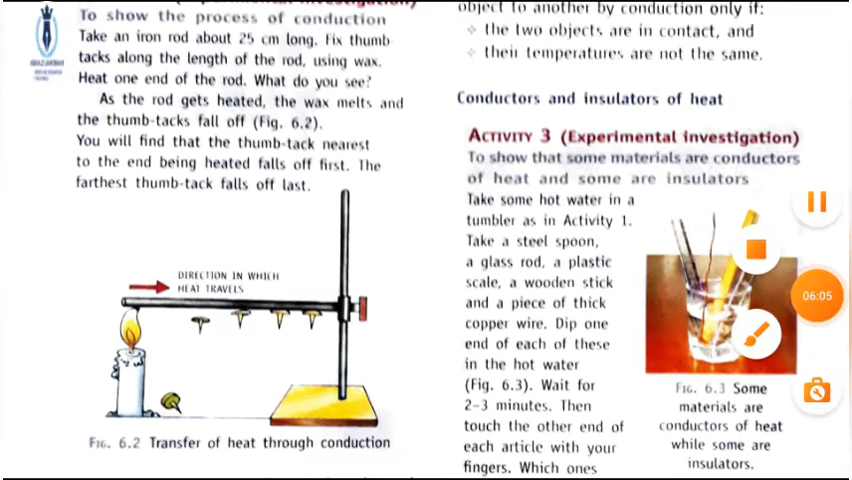 To show the process of conduction
Take an iron rod about 25 cm long. Fix thumb
tacks along the length of the rod, using wax.
Heat one end of the rod. What do you see?
As the rod gets heated, the wax melts and
the thumb-tacks fall off (Fig. 6.2).
You will find that the thumb-tack nearest
to the end being heated falls off first. The
farthest thumb-tack falls off last.
DIRECTION IN WHICH
HEAT TRAVELS
FIG. 6.2 Transfer of heat through conduction
object to another by conduction only if:
the two objects are in contact, and
their temperatures are not the same.
Conductors and insulators of heat
ACTIVITY 3 (Experimental investigation)
To show that some materials are conductors
of heat and some are insulators
Take some hot water in a
tumbler as in Activity 1.
Take a steel spoon,
a glass rod, a plastic
scale, a wooden stick
and a piece of thick
copper wire. Dip one
end of each of these
in the hot water
(Fig. 6.3). Wait for
2–3 minutes. Then
touch the other end of
each article with your
fingers. Which ones
FIG. 6.3 Some
materials are
conductors of heat
while some are
insulators.
06:05